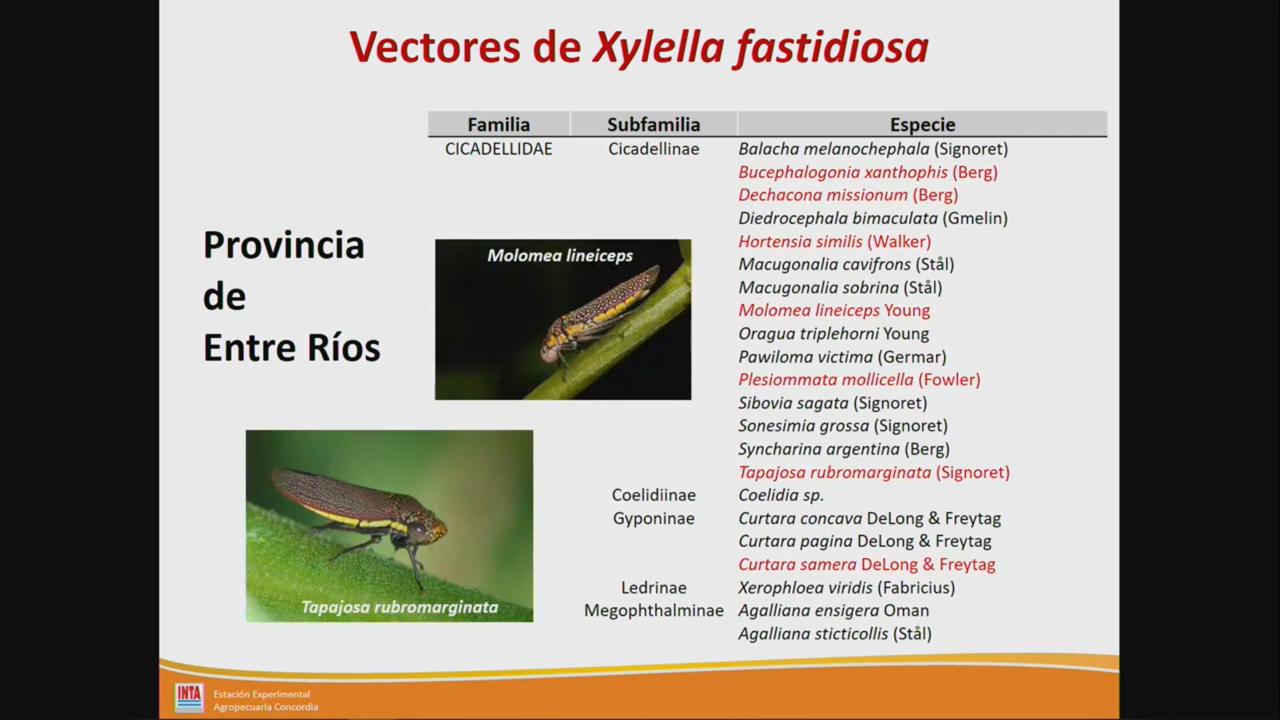 Vectores de Xylella fastidiosa
Familia Subfamilia Especie
CICADELLIDAE Cicadellinae Balacha melanochephala (Signoret)
Bucephalogonia xanthophis (Berg)
Dechacona missionum (Berg)
Diedrocephala bimaculata (Gmelin)
Hortensia similis (Walker)
Macugonalia cavifrons (Stål)
Macugonalia sobrina (Stål)
Molomea lineiceps Young
Oragua triplehorni Young
Pawiloma victima (Germar)
Plesiommata mollicella (Fowler)
Sibovia sagata (Signoret)
Sonesimia grossa (Signoret)
Syncharina argentina (Berg)
Tapajosa rubromarginata (Signoret)
Coelidiinae Coelidia sp.
Gyponinae Curtara concava DeLong & Freytag
Curtara pagina DeLong & Freytag
Curtara samera DeLong & Freytag
Ledrinae Xerophloea viridis (Fabricius)
Megophthalminae Agalliana ensigera Oman
Agalliana sticticollis (Stål)
Provincia
de
Entre Ríos
Molomea lineiceps
Tapajosa rubromarginata
INTA
Estación Experimental
Agropecuaria Concordia